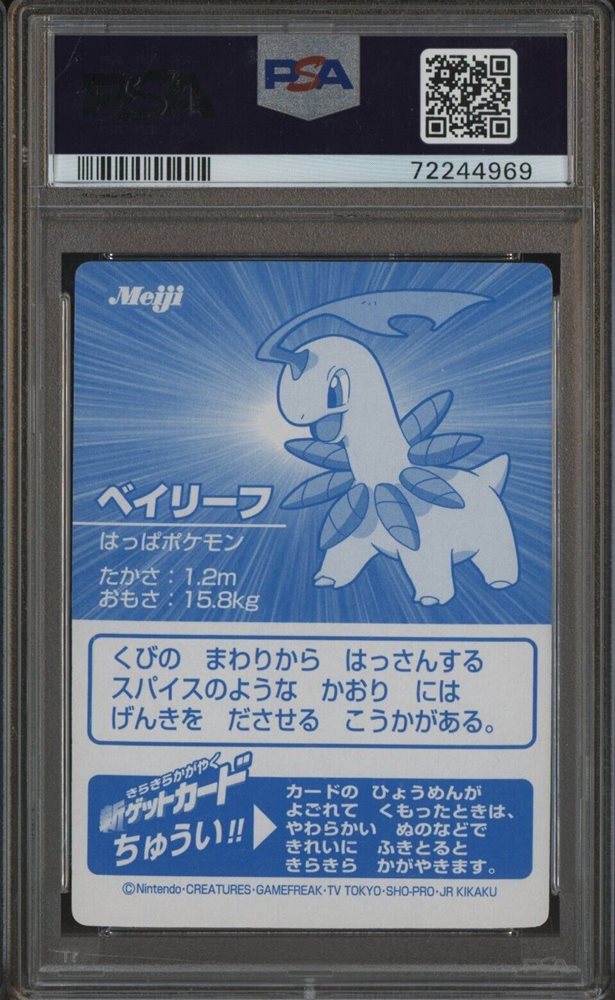 PSA
PSA
72244969
Meiji
ベイリーフ
はっぱポケモン
たかさ：1.2m
おもさ：15.8kg
くびの まわりから はっさんする
スパイスのような かおり には
げんきを ださせる こうかがある。
きらきらかがやく
新ゲットカード
ちゅうい!!
カードの ひょうめんが
よごれて くもったときは、
やわらかい ぬのなどで
きれいに ふきとると
きらきら かがやきます。
©Nintendo･CREATURES･GAMEFREAK･TV TOKYO･SHO-PRO･JR KIKAKU
PSA